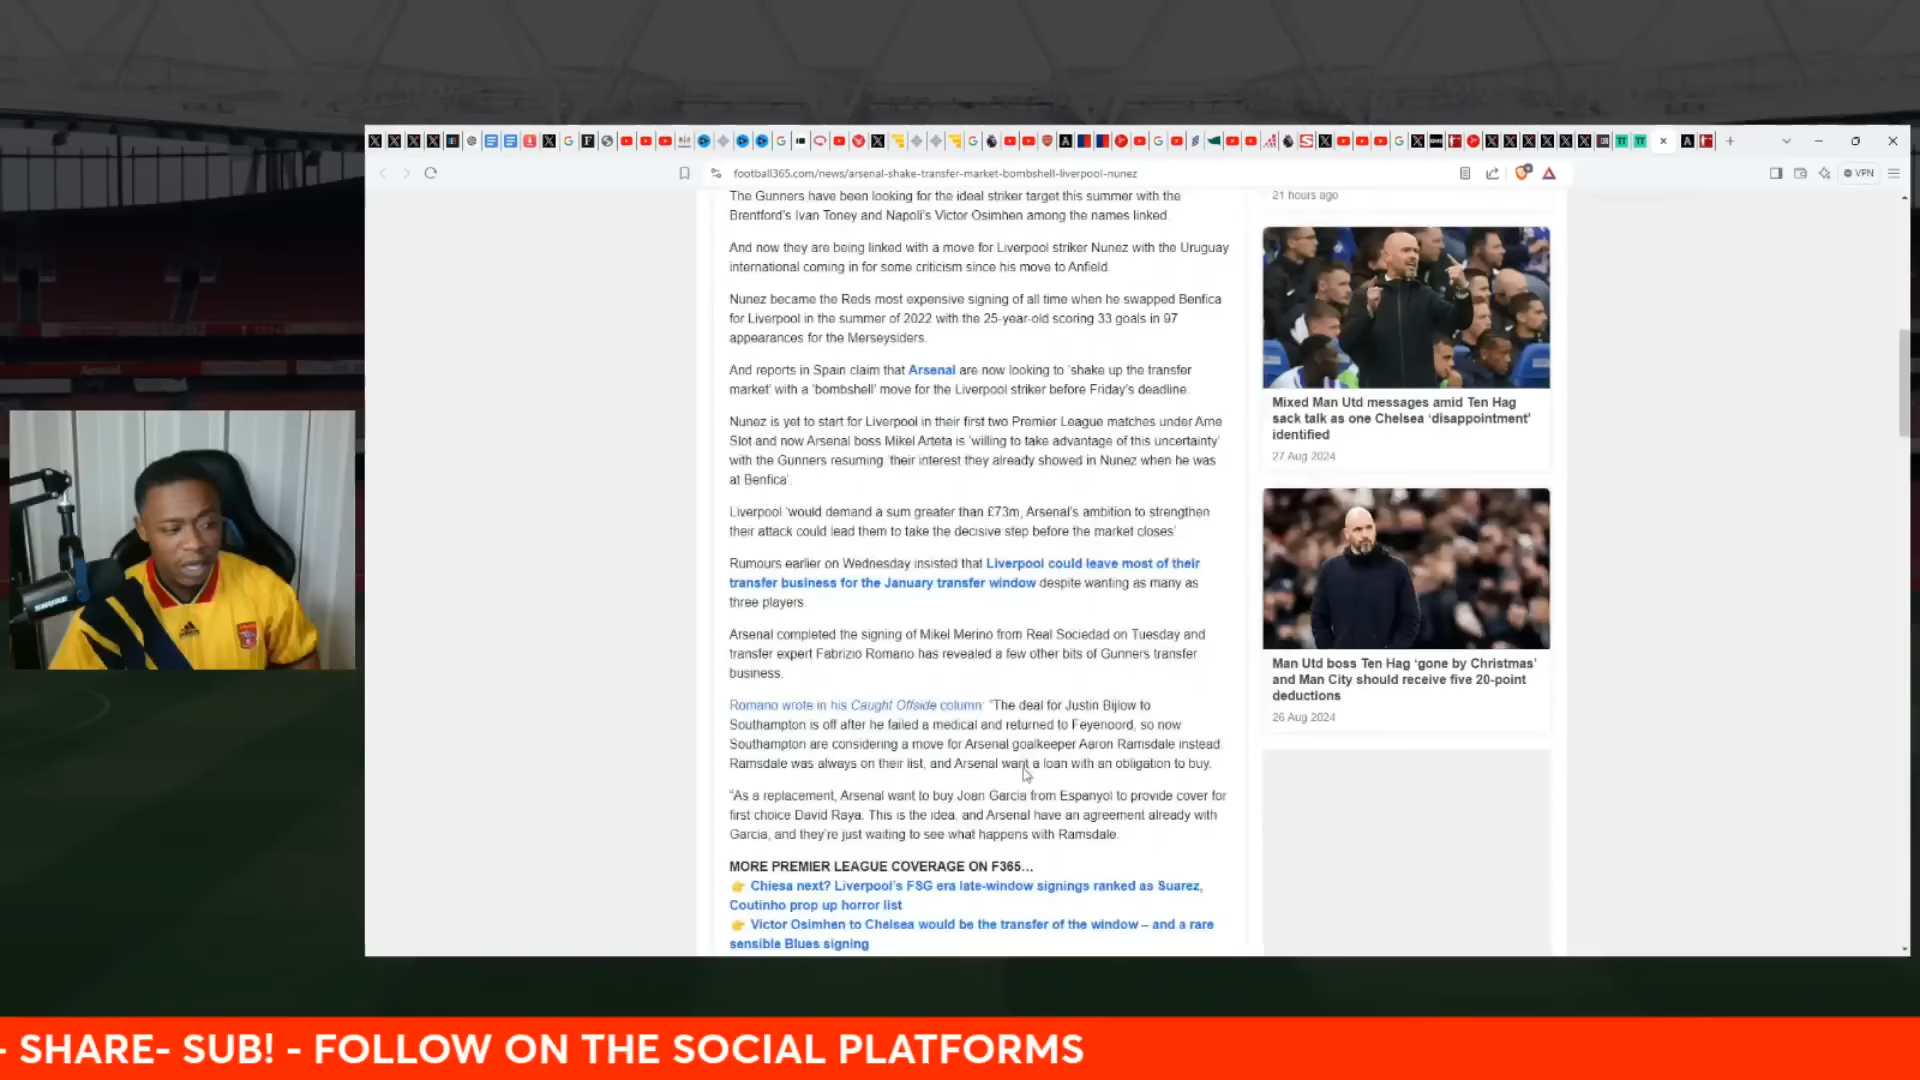 football365.com/news/arsenal-shake-transfer-market-bombshell-liverpool-nunez
VPN
The Gunners have been looking for the ideal striker target this summer with the
Brentford's Ivan Toney and Napoli's Victor Osimhen among the names linked.
And now they are being linked with a move for Liverpool striker Nunez with the Uruguay
international coming in for some criticism since his move to Anfield.
Nunez became the Reds most expensive signing of all time when he swapped Benfica
for Liverpool in the summer of 2022 with the 25-year-old scoring 33 goals in 97
appearances for the Merseysiders.
And reports in Spain claim that Arsenal are now looking to 'shake up the transfer
market' with a 'bombshell' move for the Liverpool striker before Friday's deadline.
Nunez is yet to start for Liverpool in their first two Premier League matches under Arne
Slot and now Arsenal boss Mikel Arteta is 'willing to take advantage of this uncertainty'
with the Gunners resuming 'their interest they already showed in Nunez when he was
at Benfica'.
Liverpool 'would demand a sum greater than £73m, Arsenal's ambition to strengthen
their attack could lead them to take the decisive step before the market closes'.
Rumours earlier on Wednesday insisted that Liverpool could leave most of their
transfer business for the January transfer window despite wanting as many as
three players.
Arsenal completed the signing of Mikel Merino from Real Sociedad on Tuesday and
transfer expert Fabrizio Romano has revealed a few other bits of Gunners transfer
business.
Romano wrote in his Caught Offside column: "The deal for Justin Bijlow to
Southampton is off after he failed a medical and returned to Feyenoord, so now
Southampton are considering a move for Arsenal goalkeeper Aaron Ramsdale instead.
Ramsdale was always on their list, and Arsenal want a loan with an obligation to buy.
"As a replacement, Arsenal want to buy Joan Garcia from Espanyol to provide cover for
first choice David Raya. This is the idea, and Arsenal have an agreement already with
Garcia, and they're just waiting to see what happens with Ramsdale.
MORE PREMIER LEAGUE COVERAGE ON F365…
👉 Chiesa next? Liverpool's FSG era late-window signings ranked as Suarez,
Coutinho prop up horror list
👉 Victor Osimhen to Chelsea would be the transfer of the window – and a rare
sensible Blues signing
21 hours ago
Mixed Man Utd messages amid Ten Hag
sack talk as one Chelsea 'disappointment'
identified
27 Aug 2024
Man Utd boss Ten Hag 'gone by Christmas'
and Man City should receive five 20-point
deductions
26 Aug 2024
SHURE
adidas
- SHARE- SUB! - FOLLOW ON THE SOCIAL PLATFORMS